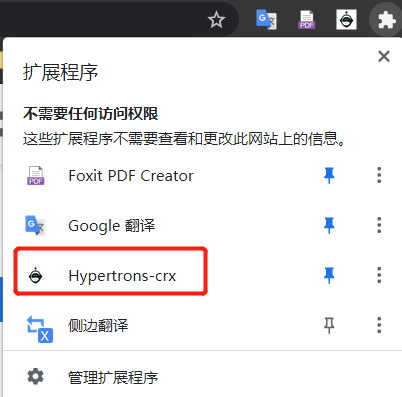 PDF
扩展程序
不需要任何访问权限
这些扩展程序不需要查看和更改此网站上的信息。
PDF Foxit PDF Creator
Google 翻译
Hypertrons-crx
侧边翻译
管理扩展程序